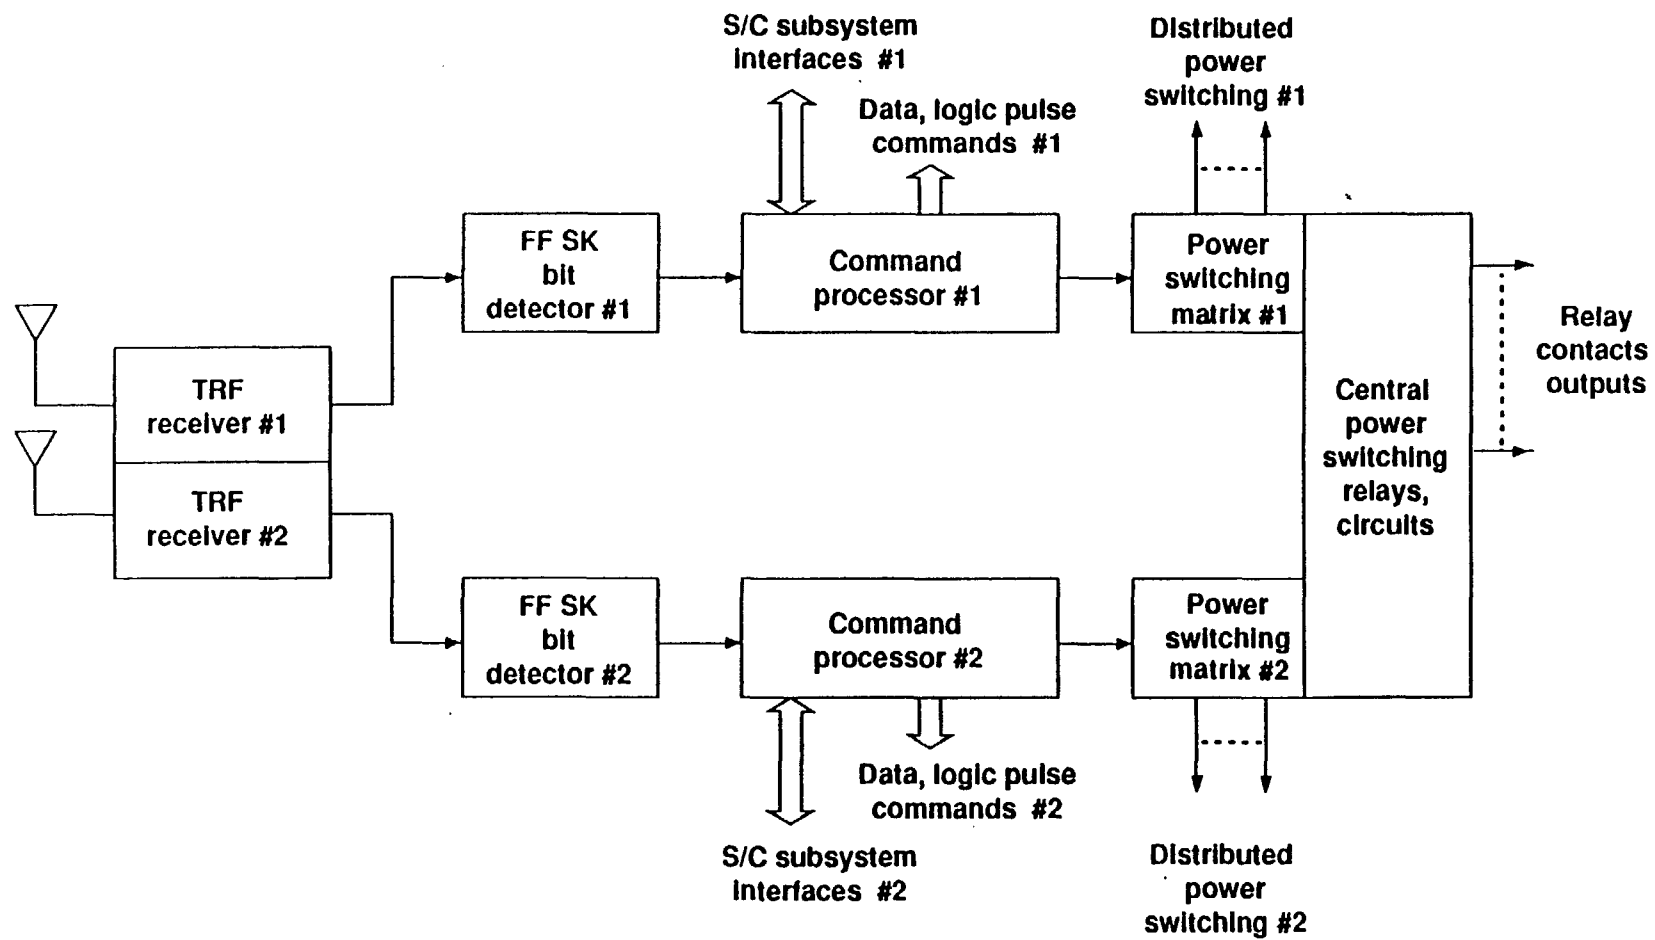 S/C subsystem
interfaces #1
Distributed
power
switching #1
Data, logic pulse
commands #1
FF SK
bit
detector #1
Command
processor #1
Power
switching
matrix #1
TRF
receiver #1
TRF
receiver #2
Central
power
switching
relays,
circuits
Relay
contacts
outputs
FF SK
bit
detector #2
Command
processor #2
Power
switching
matrix #2
Data, logic pulse
commands #2
S/C subsystem
interfaces #2
Distributed
power
switching #2